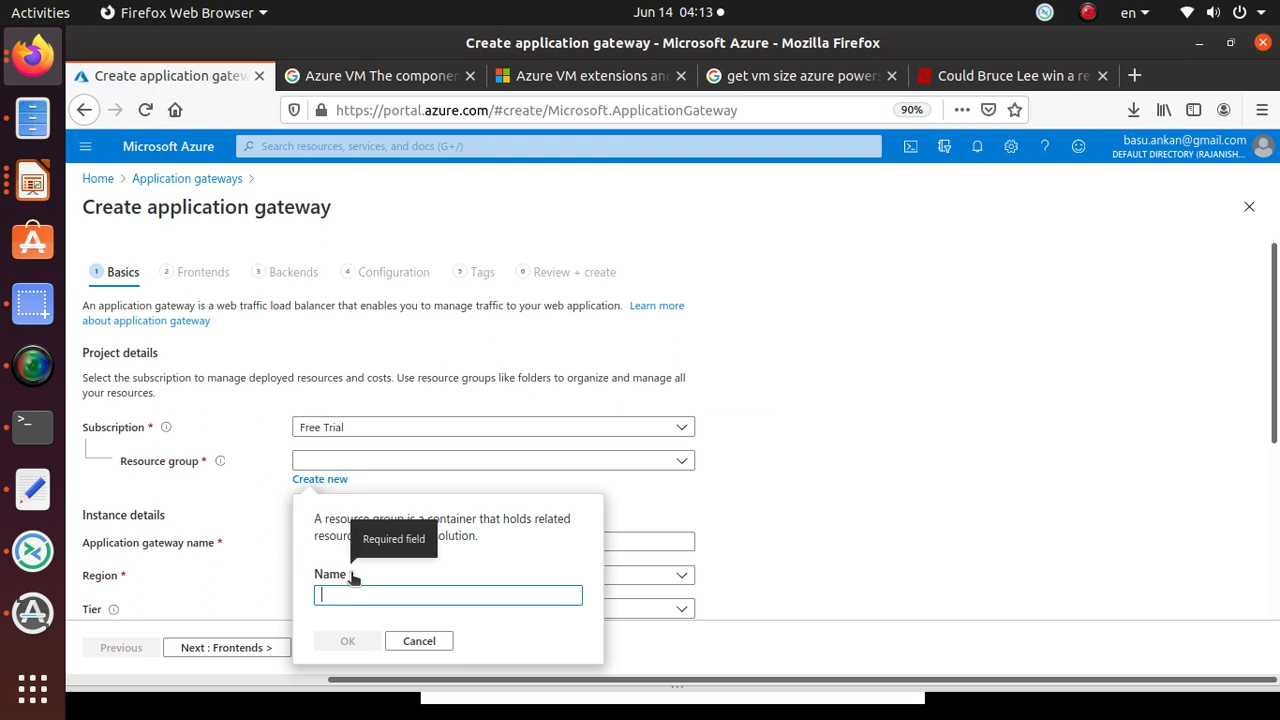 Activities
Firefox Web Browser
Jun 14 04:13
en
Create application gateway - Microsoft Azure - Mozilla Firefox
Create application gatew
Azure VM The componen
Azure VM extensions and
get vm size azure powers
Could Bruce Lee win a re
https://portal.azure.com/#create/Microsoft.ApplicationGateway
90%
Microsoft Azure
Search resources, services, and docs (G+/)
basu.ankan@gmail.com
DEFAULT DIRECTORY (RAJANISH...
Home > Application gateways >
Create application gateway
1 Basics
2 Frontends
3 Backends
4 Configuration
5 Tags
6 Review + create
An application gateway is a web traffic load balancer that enables you to manage traffic to your web application. Learn more
about application gateway
Project details
Select the subscription to manage deployed resources and costs. Use resource groups like folders to organize and manage all
your resources.
Subscription *
Free Trial
Resource group *
Create new
A resource group is a container that holds related
resour
olution.
Required field
Instance details
Application gateway name *
Name
Region *
Tier
OK
Cancel
Previous
Next : Frontends >